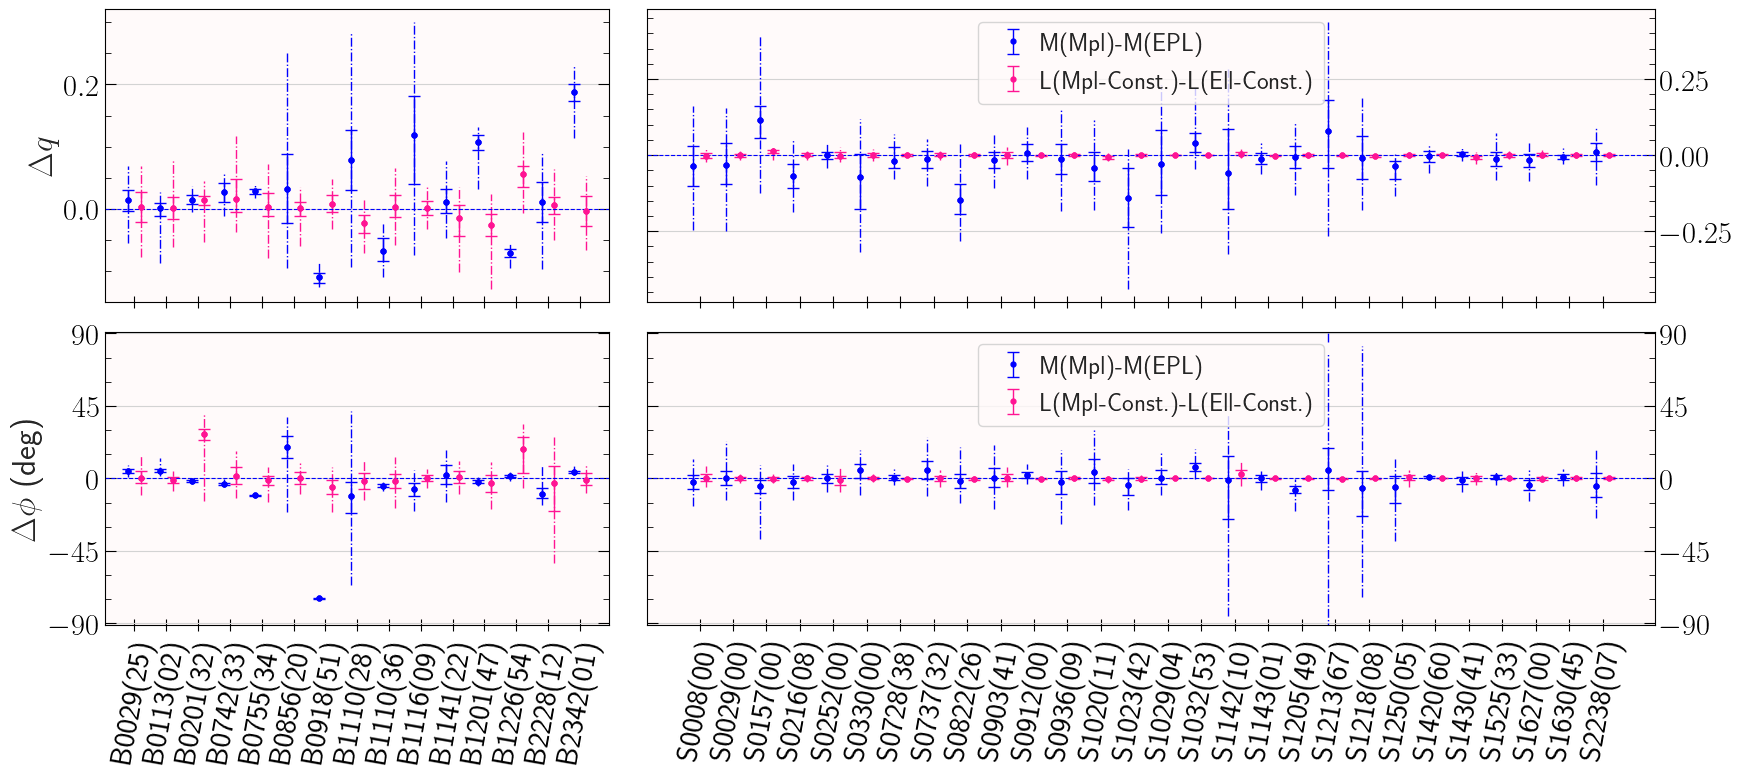 Δq
0.2
0.0
M(Mpl)-M(EPL)
L(Mpl-Const.)-L(Ell-Const.)
0.25
0.00
−0.25
Δϕ (deg)
90
45
0
−45
−90
M(Mpl)-M(EPL)
L(Mpl-Const.)-L(Ell-Const.)
90
45
0
−45
−90
B0029(25)
B0113(02)
B0201(32)
B0742(33)
B0755(34)
B0856(20)
B0918(51)
B1110(28)
B1110(36)
B1116(09)
B1141(22)
B1201(47)
B1226(54)
B2228(12)
B2342(01)
S0008(00)
S0029(00)
S0157(00)
S0216(08)
S0252(00)
S0330(00)
S0728(38)
S0737(32)
S0822(26)
S0903(41)
S0912(00)
S0936(09)
S1020(11)
S1023(42)
S1029(04)
S1032(53)
S1142(10)
S1143(01)
S1205(49)
S1213(67)
S1218(08)
S1250(05)
S1420(60)
S1430(41)
S1525(33)
S1627(00)
S1630(45)
S2238(07)